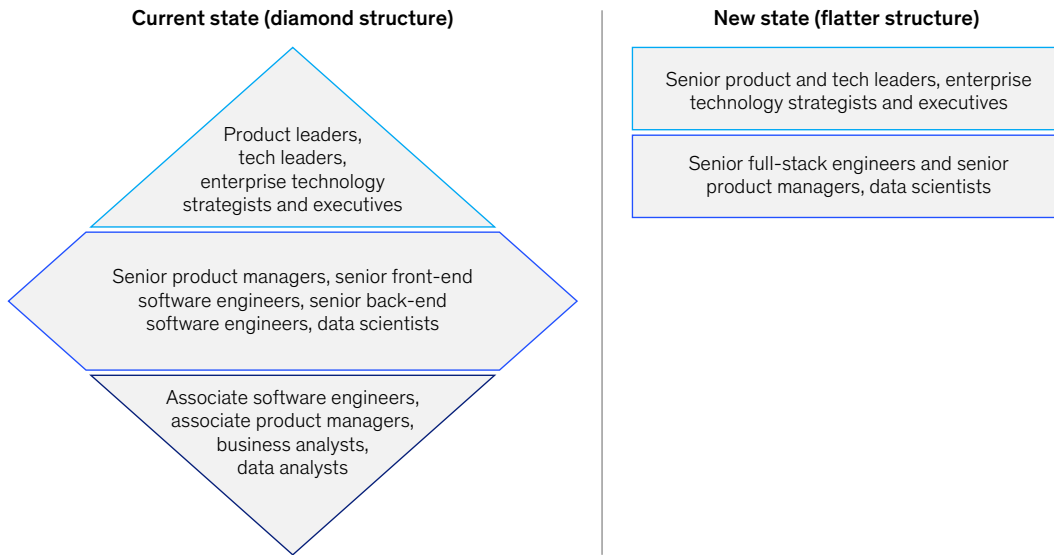 Current state (diamond structure)
Product leaders,
tech leaders,
enterprise technology
strategists and executives
Senior product managers, senior front-end
software engineers, senior back-end
software engineers, data scientists
Associate software engineers,
associate product managers,
business analysts,
data analysts
New state (flatter structure)
Senior product and tech leaders, enterprise
technology strategists and executives
Senior full-stack engineers and senior
product managers, data scientists